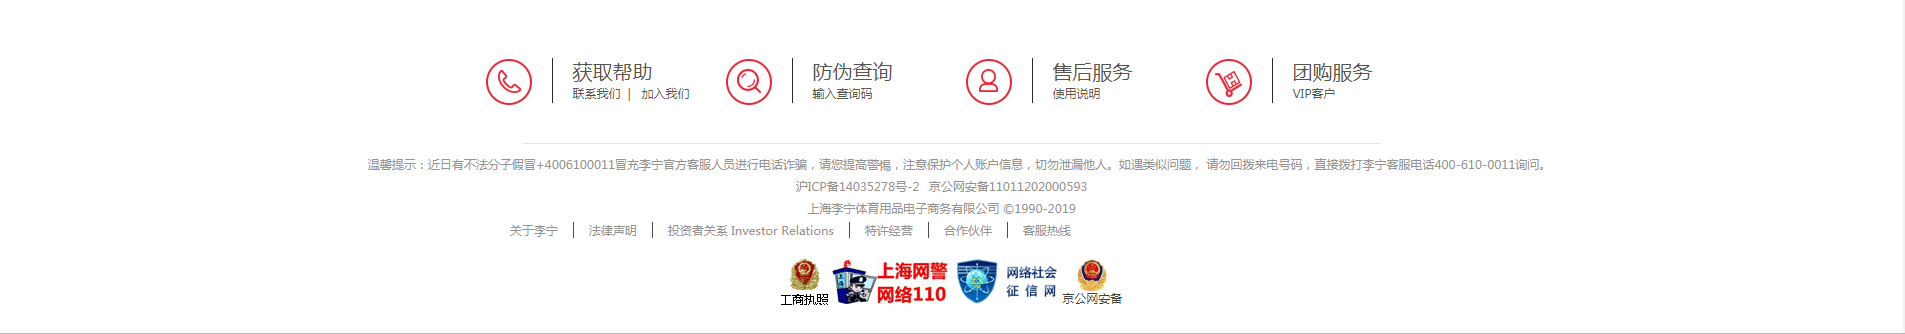 获取帮助 防伪查询 售后服务 团购服务
联系我们 | 加入我们 输入查询码 使用说明 VIP客户
温馨提示：近日有不法分子假冒+4006100011冒充李宁官方客服人员进行电话诈骗，请您提高警惕，注意保护个人账户信息，切勿泄漏他人。如遇类似问题， 请勿回拨来电号码，直接拨打李宁客服电话400-610-0011询问。
沪ICP备14035278号-2 京公网安备11011202000593
上海李宁体育用品电子商务有限公司 ©1990-2019
关于李宁 | 法律声明 | 投资者关系 Investor Relations | 特许经营 | 合作伙伴 | 客服热线
上海网警 网络社会
网络110 征信网
工商执照 京公网安备